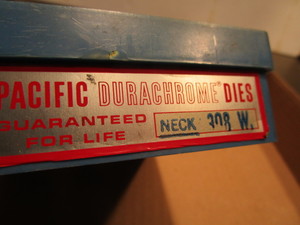 PACIFIC "DURACHROME" DIES
GUARANTEED
FOR LIFE
NECK 308 W.